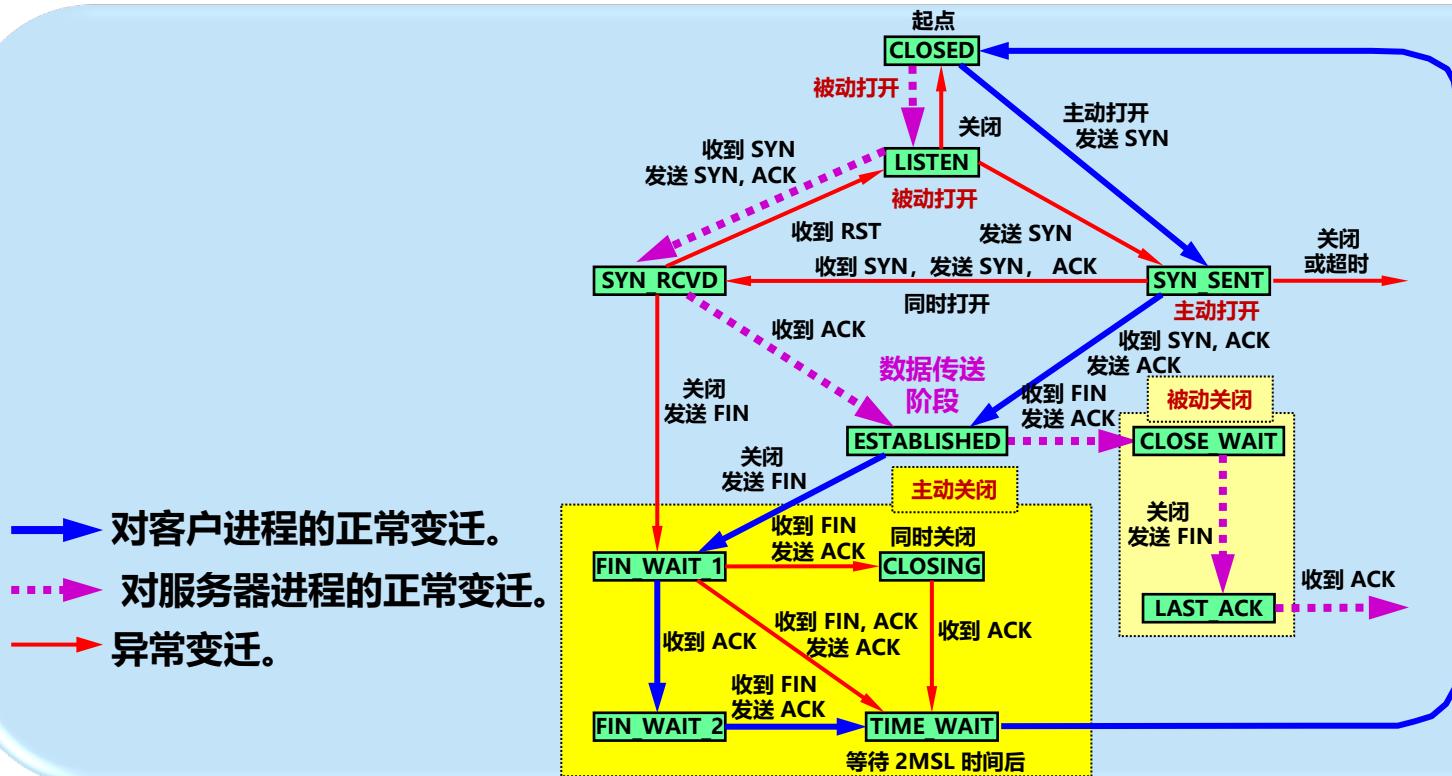 起点
CLOSED
被动打开
关闭
主动打开
发送 SYN
收到 SYN
发送 SYN, ACK
LISTEN
被动打开
收到 RST
发送 SYN
关闭
或超时
收到 SYN，发送 SYN， ACK
SYN_RCVD
SYN_SENT
同时打开
主动打开
收到 ACK
收到 SYN, ACK
发送 ACK
数据传送
阶段
关闭
发送 FIN
收到 FIN
发送 ACK
被动关闭
ESTABLISHED
CLOSE_WAIT
关闭
发送 FIN
主动关闭
关闭
发送 FIN
对客户进程的正常变迁。
收到 FIN
发送 ACK
同时关闭
FIN_WAIT_1
CLOSING
对服务器进程的正常变迁。
收到 ACK
LAST_ACK
异常变迁。
收到 ACK
收到 FIN, ACK
发送 ACK
收到 ACK
收到 FIN
发送 ACK
FIN_WAIT_2
TIME_WAIT
等待 2MSL 时间后